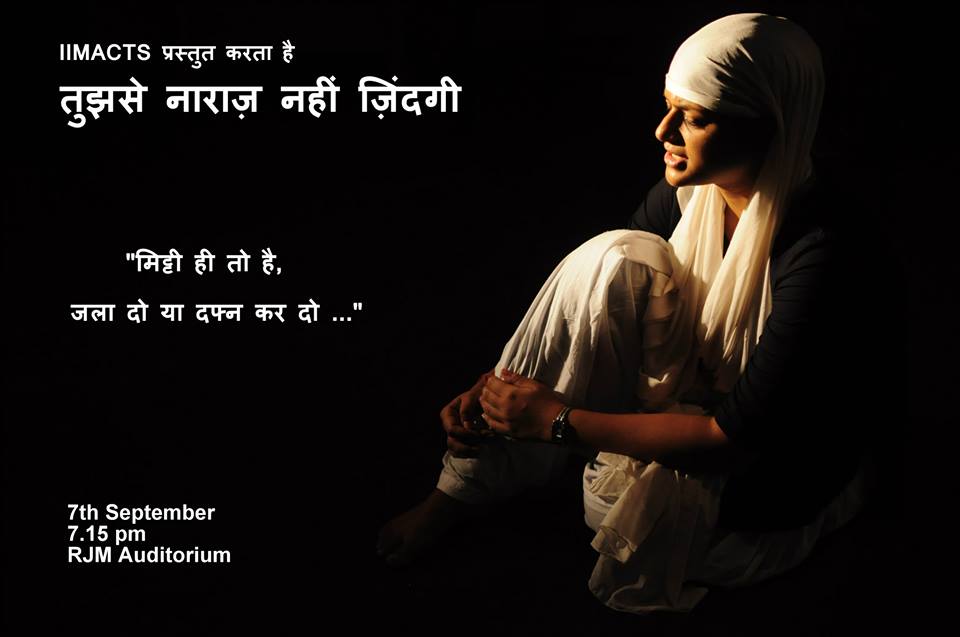 IIMACTS प्रस्तुत करता है
तुझसे नाराज़ नहीं ज़िंदगी
"मिट्टी ही तो है,
जला दो या दफ्न कर दो ..."
7th September
7.15 pm
RJM Auditorium